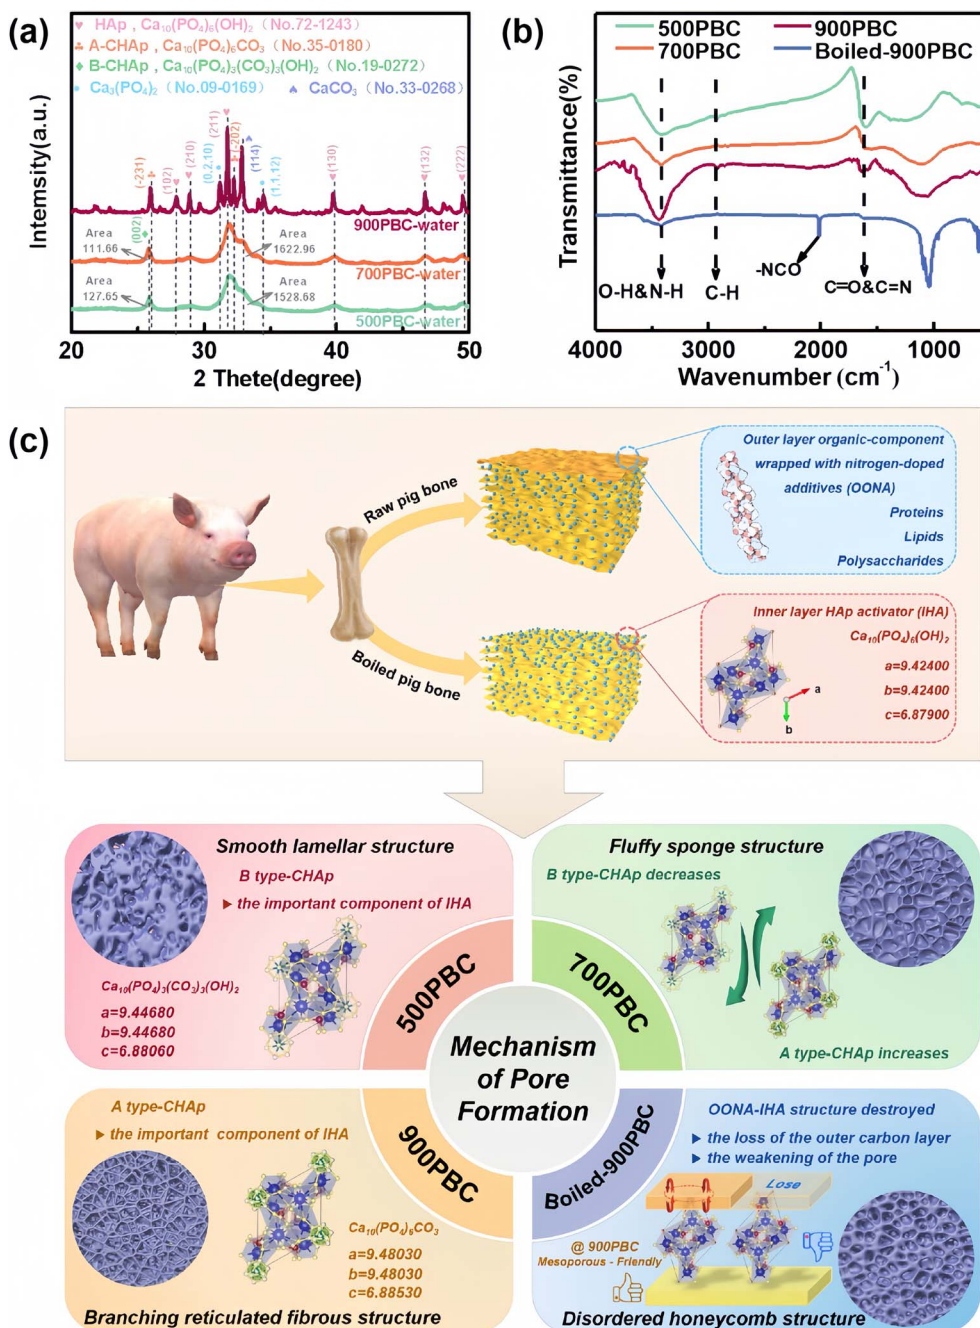 (a)
HAp , Ca10(PO4)6(OH)2 (No.72-1243)
A-CHAp , Ca10(PO4)6CO3 (No.35-0180)
B-CHAp , Ca10(PO4)3(CO3)3(OH)2 (No.19-0272)
Ca3(PO4)2 (No.09-0169)
CaCO3 (No.33-0268)
Intemsity(a.u.)
(002)
(-231)
(102)
(210)
(0,2,10)
(211)
(-202)
(114)
(1,1,12)
(130)
(132)
(222)
900PBC-water
Area
111.66
Area
1622.96
700PBC-water
Area
127.65
Area
1528.68
500PBC-water
20 30 40 50
2 Thete(degree)
(b)
500PBC
900PBC
700PBC
Boiled-900PBC
Transmittance(%)
O-H&N-H
C-H
-NCO
C=O&C=N
4000 3000 2000 1000
Wavenumber (cm-1)
(c)
Raw pig bone
Boiled pig bone
Outer layer organic-component
wrapped with nitrogen-doped
additives (OONA)
Proteins
Lipids
Polysaccharides
Inner layer HAp activator (IHA)
Ca10(PO4)6(OH)2
a=9.42400
b=9.42400
c=6.87900
a
b
Smooth lamellar structure
B type-CHAp
the important component of IHA
Ca10(PO4)3(CO3)3(OH)2
a=9.44680
b=9.44680
c=6.88060
500PBC
Fluffy sponge structure
B type-CHAp decreases
A type-CHAp increases
700PBC
Mechanism
of Pore
Formation
A type-CHAp
the important component of IHA
Ca10(PO4)6CO3
a=9.48030
b=9.48030
c=6.88530
900PBC
Branching reticulated fibrous structure
Boiled-900PBC
OONA-IHA structure destroyed
the loss of the outer carbon layer
the weakening of the pore
Lose
@ 900PBC
Mesoporous - Friendly
Disordered honeycomb structure